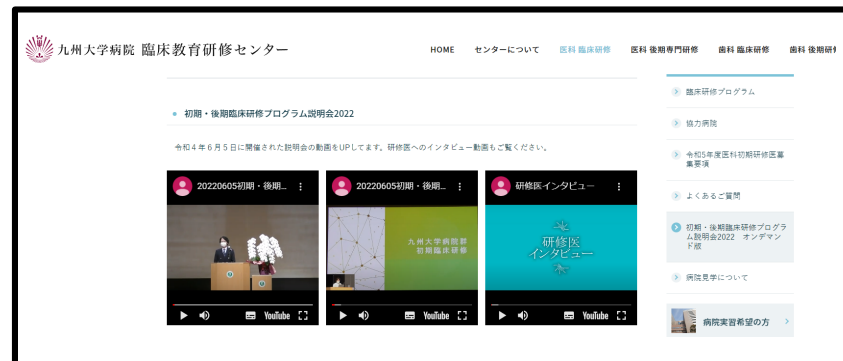 九州大学病院 臨床教育研修センター
HOME センターについて 医科 臨床研修 医科 後期専門研修 歯科 臨床研修 歯科 後期研
初期・後期臨床研修プログラム説明会2022
令和４年６月５日に開催された説明会の動画をUPしてます。研修医へのインタビュー動画もご覧ください。
20220605初期・後期...
20220605初期・後期...
研修医インタビュー
九州大学病院群
初期臨床研修
研修医
インタビュー
YouTube
YouTube
YouTube
臨床研修プログラム
協力病院
令和5年度医科初期研修医募
集要項
よくあるご質問
初期・後期臨床研修プログラ
ム説明会2022 オンデマン
ド版
病院見学について
病院実習希望の方